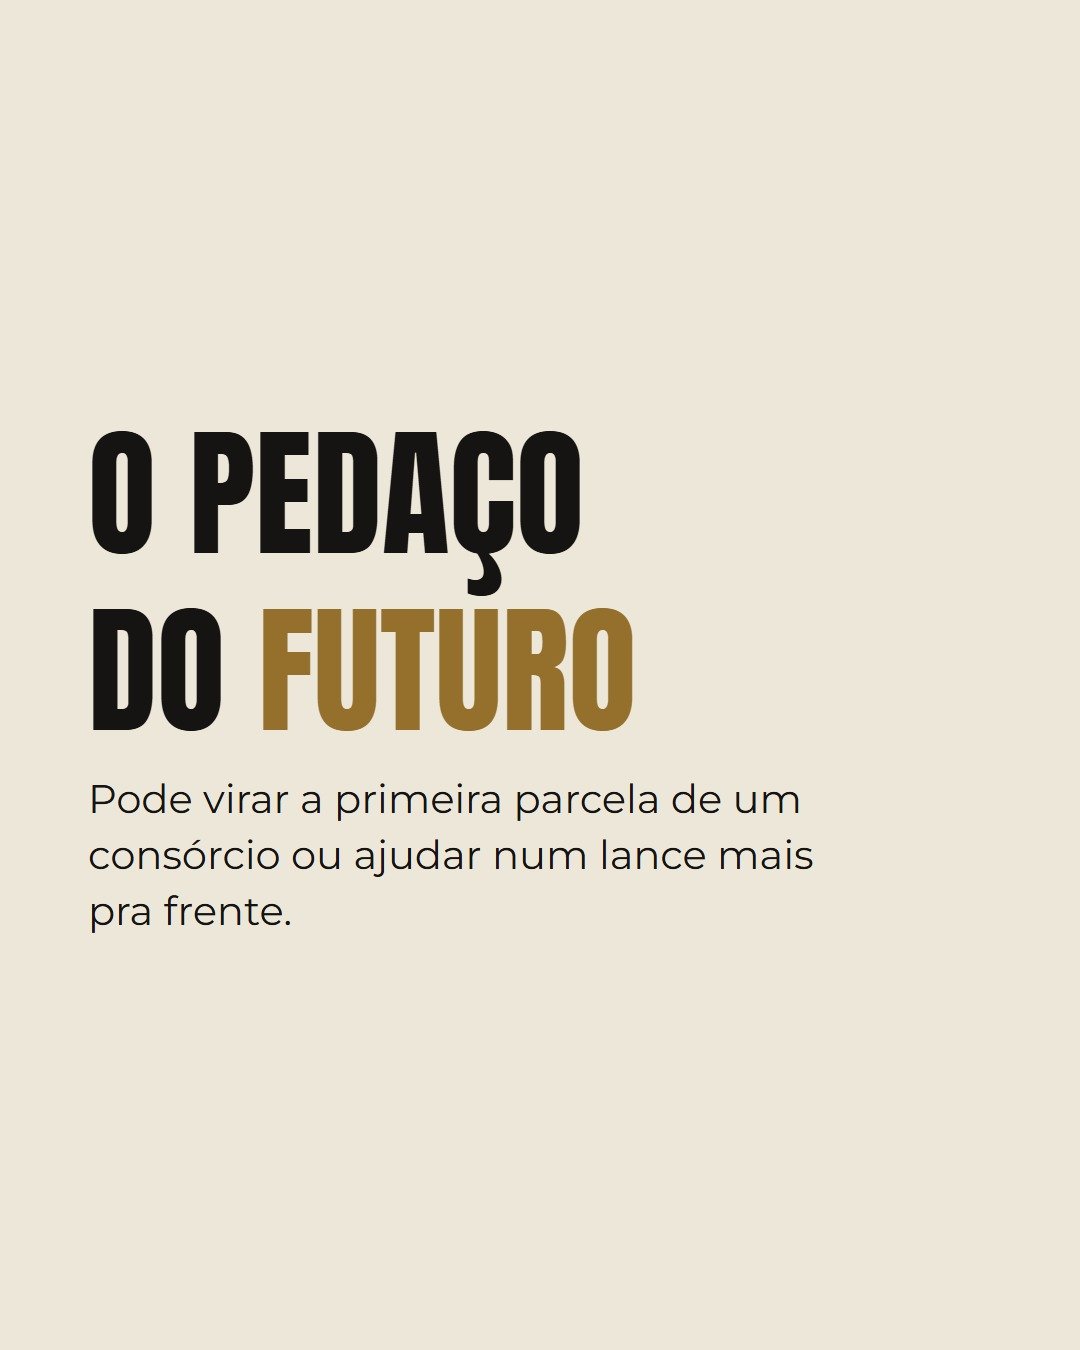 O PEDAÇO
DO FUTURO
Pode virar a primeira parcela de um
consórcio ou ajudar num lance mais
pra frente.